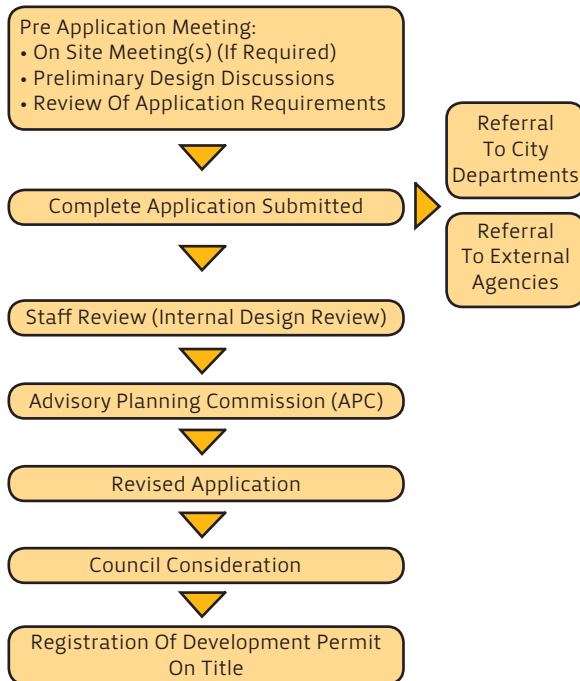 Pre Application Meeting:
• On Site Meeting(s) (If Required)
• Preliminary Design Discussions
• Review Of Application Requirements
Complete Application Submitted
Referral
To City
Departments
Referral
To External
Agencies
Staff Review (Internal Design Review)
Advisory Planning Commission (APC)
Revised Application
Council Consideration
Registration Of Development Permit
On Title